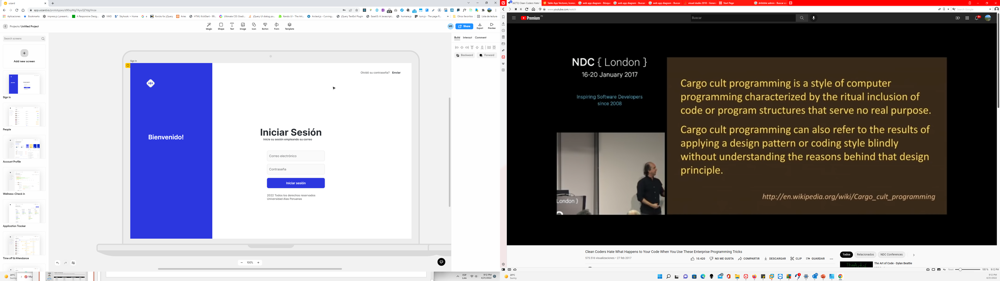 uizard
app.uizard.io/prototypes/d90xyMg7AyuQZYdgYmze
Aplicaciones
Bookmarks
impress.js | present...
A Responsive Desig...
VMD
Skyhook: > Home
e
Kwicks for jQuery
Aries
HTML KickStart - 99...
Ultimate CSS Gradi...
jQuery UI dialog po...
Kendo UI - The Art...
Arctext.js - Curving...
jQuery TextExt Plugin
EaselJS: A Javascript...
humane.js
turn.js - The page fl...
»
Otros favoritos
Lista de lectura
Projects/Untitled Project
Magic
Shape
Text
Image
Icon
Button
Form
Template
MS
Share
Export
Preview
Search screens
Add new screen
Sign In
People
Account Profile
Wellness-Check in
Application Tracker
Time off & Attendance
Build
Interact
Comment
Backward
Forward
Sign In
Olvidó su contraseña? Enviar
Bienvenido!
Iniciar Sesión
Inicie su sesión empleando su correo
Correo electrónico
Contraseña
Iniciar sesión
2022 Todos los derechos reservados
Universidad Alas Peruanas
100%
20°C
Sunny
ESP
LAA
9:12 PM
4/21/2022
(4273) Clean Coders Hate V
Table App Vectores, Iconos
web app diagram - Búsque
web app diagram - Buscar
web app diagram - Buscar
visual studio 2010 - Gener
Start Page
dribbble admin - Buscar co
www.youtube.com/watch
Search Google
Premium PE
Buscar
9+
NDC { London }
16-20 January 2017
Inspiring Software Developers
since 2008
London }
Cargo cult programming is a style of computer
programming characterized by the ritual inclusion of
code or program structures that serve no real purpose.
Cargo cult programming can also refer to the results of
applying a design pattern or coding style blindly
without understanding the reasons behind that design
principle.
http://en.wikipedia.org/wiki/Cargo_cult_programming
Clean Coders Hate What Happens to Your Code When You Use These Enterprise Programming Tricks
575.516 visualizaciones • 27 feb 2017
10.420
NO ME GUSTA
COMPARTIR
DESCARGAR
CLIP
GUARDAR
...
Todos
Relacionados
NDC Conferences
The Art of Code - Dylan Beattie
Reset
100 %
9:12 PM
20°C
Sunny
9:12 PM
4/21/2022